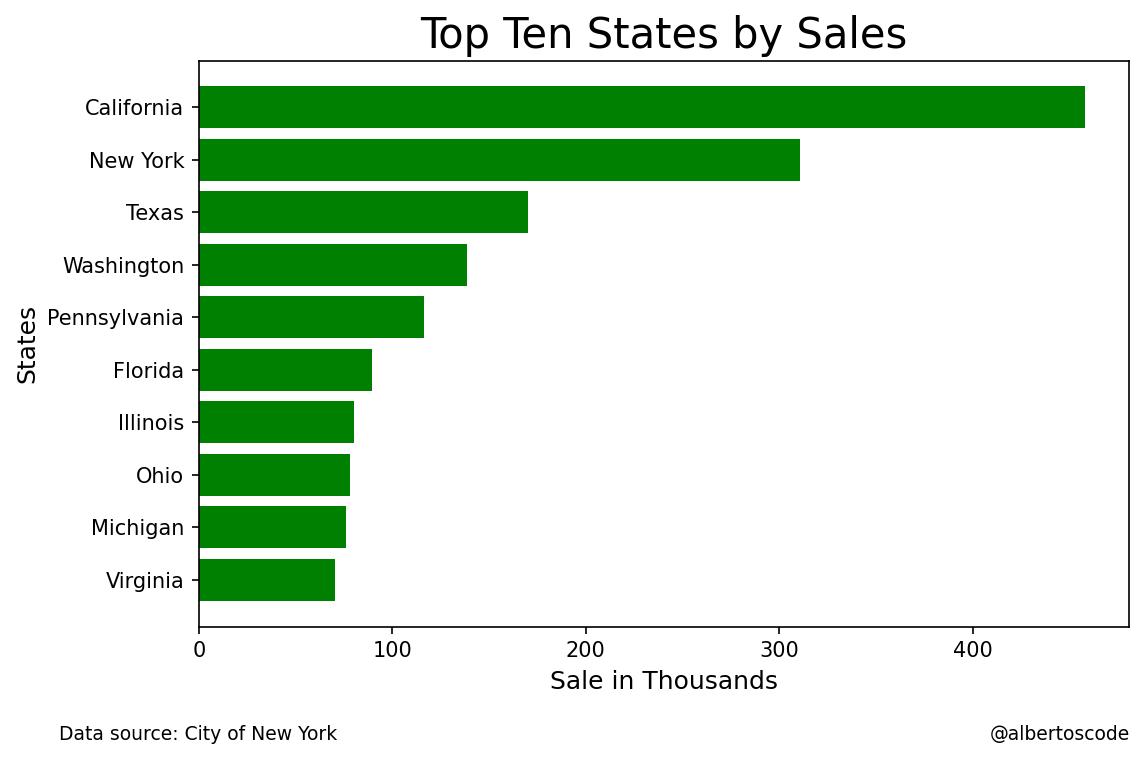 Top Ten States by Sales
California
New York
Texas
Washington
Pennsylvania
Florida
Illinois
Ohio
Michigan
Virginia
States
0 100 200 300 400
Sale in Thousands
Data source: City of New York
@albertoscode